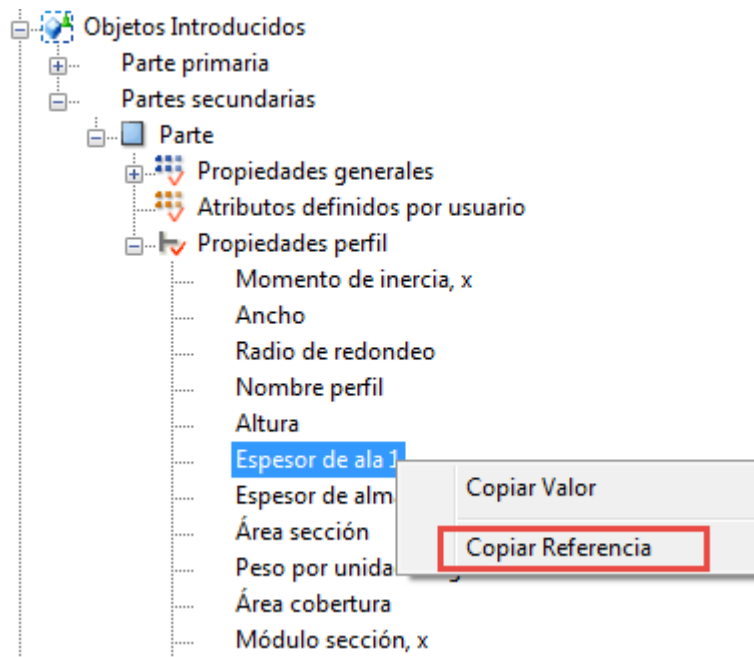 Objetos Introducidos
Parte primaria
Partes secundarias
Parte
Propiedades generales
Atributos definidos por usuario
Propiedades perfil
Momento de inercia, x
Ancho
Radio de redondeo
Nombre perfil
Altura
Espesor de ala 1
Copiar Valor
Espesor de
Área sección
Copiar Referencia
Peso por
Área cobertura
Módulo sección, x